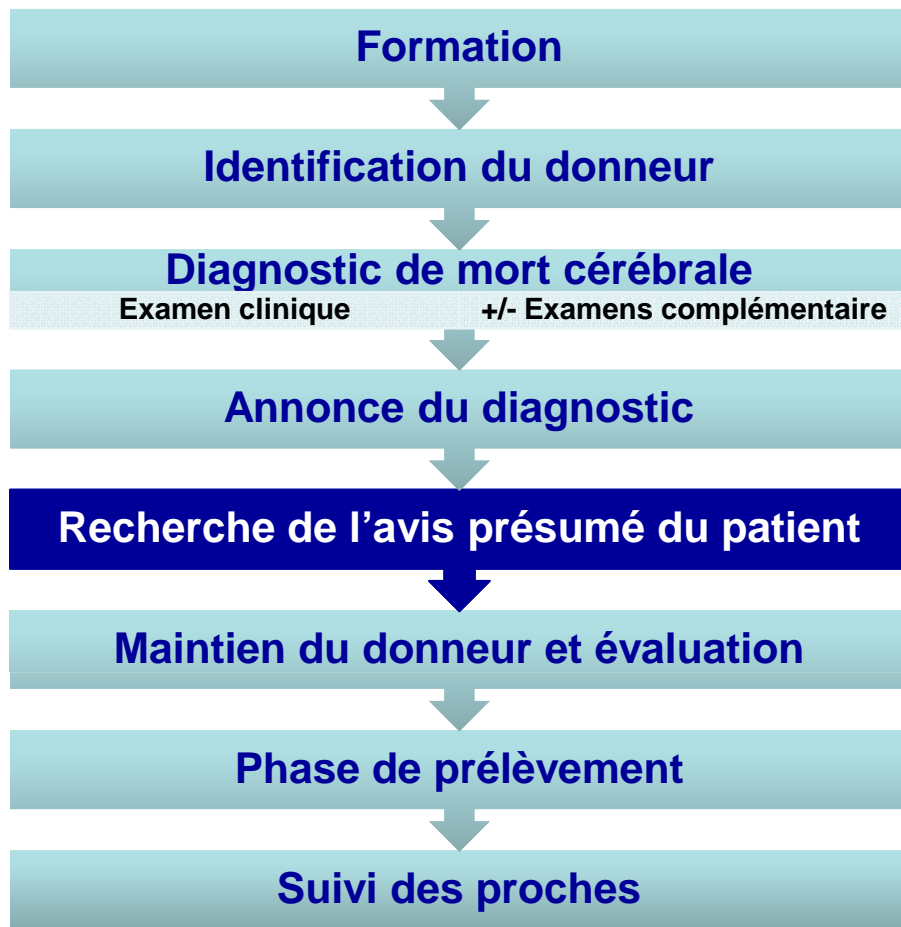 Formation
Identification du donneur
Diagnostic de mort cérébrale
Examen clinique +/- Examens complémentaire
Annonce du diagnostic
Recherche de l'avis présumé du patient
Maintien du donneur et évaluation
Phase de prélèvement
Suivi des proches